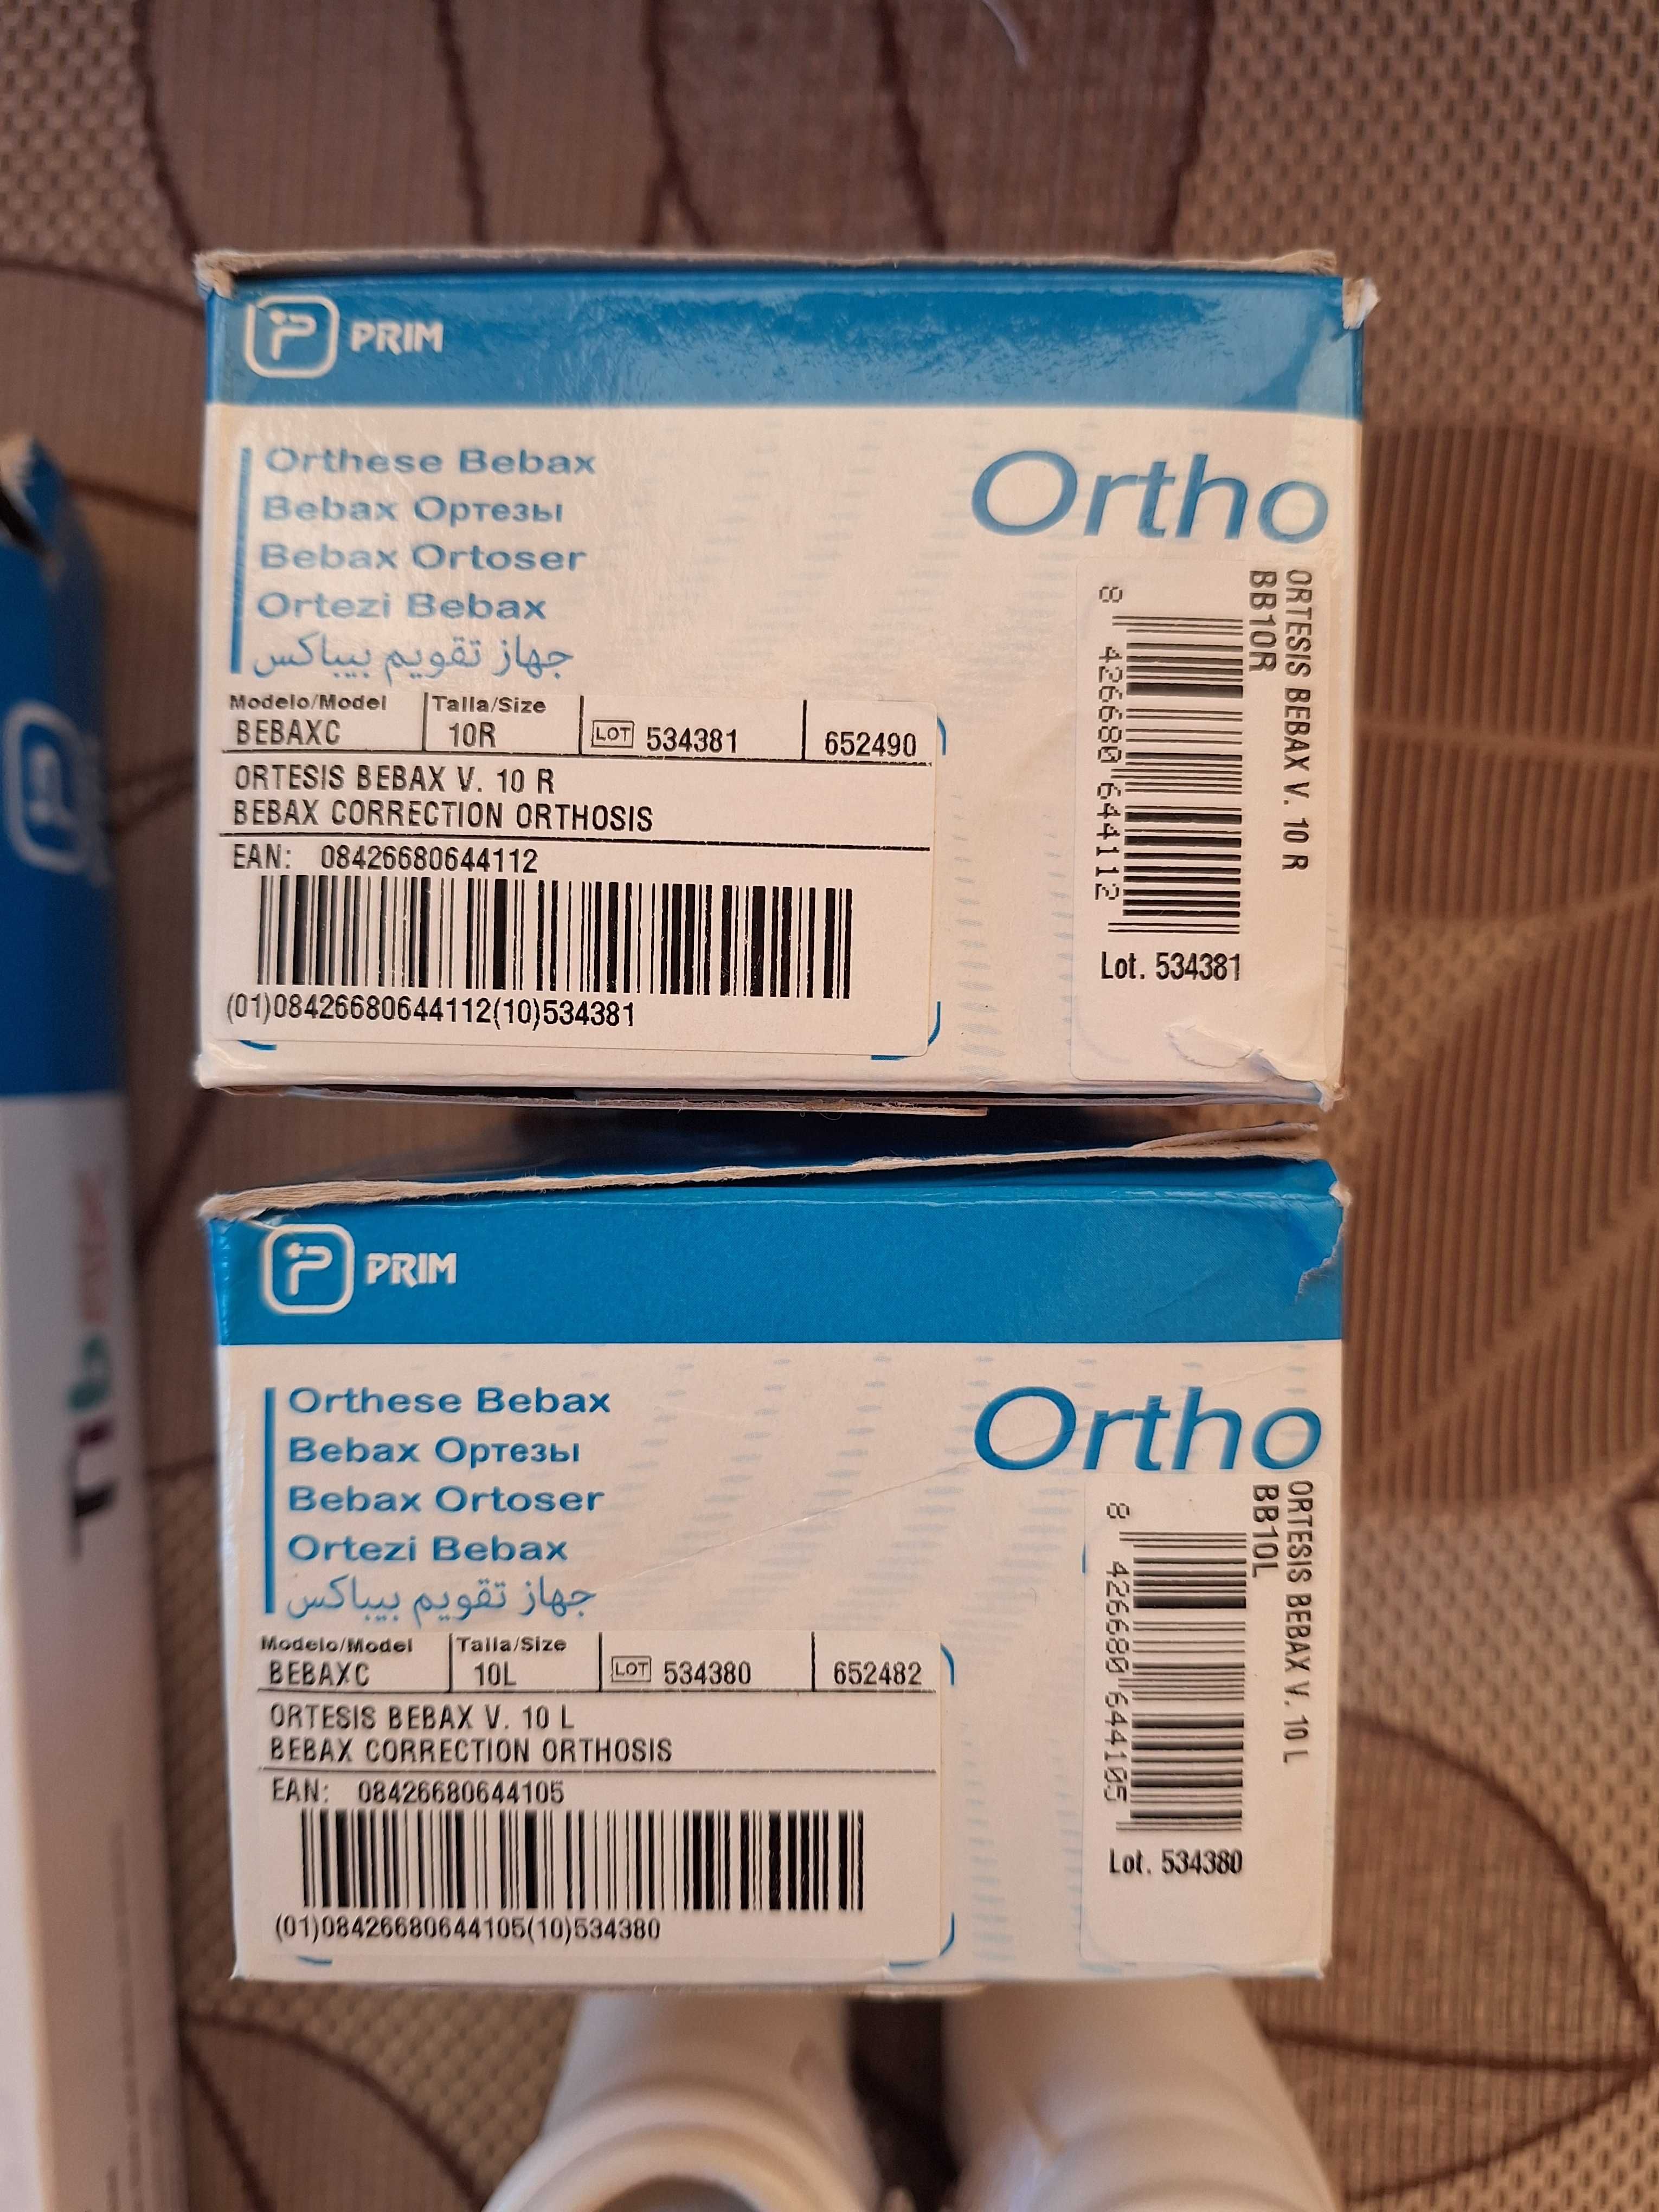 PRIM
Orthese Bebax
Bebax Ортезы
Bebax Ortoser
Ortezi Bebax
جهاز تقويم بيباكس
Ortho
Modelo/Model Talla/Size
BEBAXC 10R LOT 534381 652490
ORTESIS BEBAX V. 10 R
BEBAX CORRECTION ORTHOSIS
EAN: 08426680644112
(01)08426680644112(10)534381
ORTESIS BEBAX V. 10 R
BB10R
8 426680 644112
Lot. 534381
PRIM
Orthese Bebax
Bebax Ортезы
Bebax Ortoser
Ortezi Bebax
جهاز تقويم بيباكس
Ortho
Modelo/Model Talla/Size
BEBAXC 10L LOT 534380 652482
ORTESIS BEBAX V. 10 L
BEBAX CORRECTION ORTHOSIS
EAN: 08426680644105
(01)08426680644105(10)534380
ORTESIS BEBAX V. 10 L
BB10L
8 426680 644105
Lot. 534380